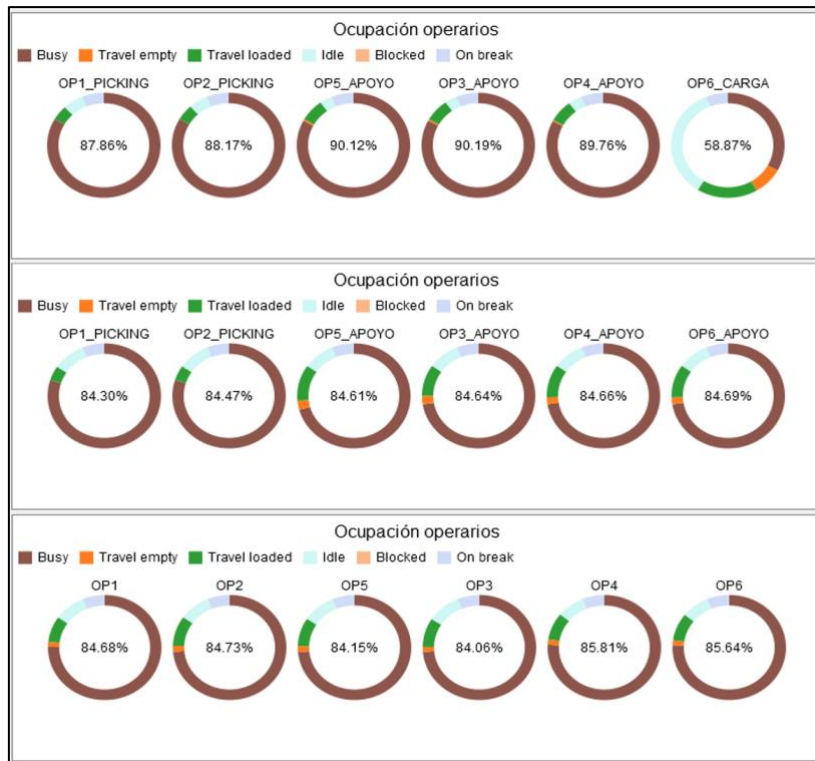 Ocupación operarios
Busy Travel empty Travel loaded Idle Blocked On break
OP1_PICKING OP2_PICKING OP5_APOYO OP3_APOYO OP4_APOYO OP6_CARGA
87.86% 88.17% 90.12% 90.19% 89.76% 58.87%
Ocupación operarios
Busy Travel empty Travel loaded Idle Blocked On break
OP1_PICKING OP2_PICKING OP5_APOYO OP3_APOYO OP4_APOYO OP6_APOYO
84.30% 84.47% 84.61% 84.64% 84.66% 84.69%
Ocupación operarios
Busy Travel empty Travel loaded Idle Blocked On break
OP1 OP2 OP5 OP3 OP4 OP6
84.68% 84.73% 84.15% 84.06% 85.81% 85.64%